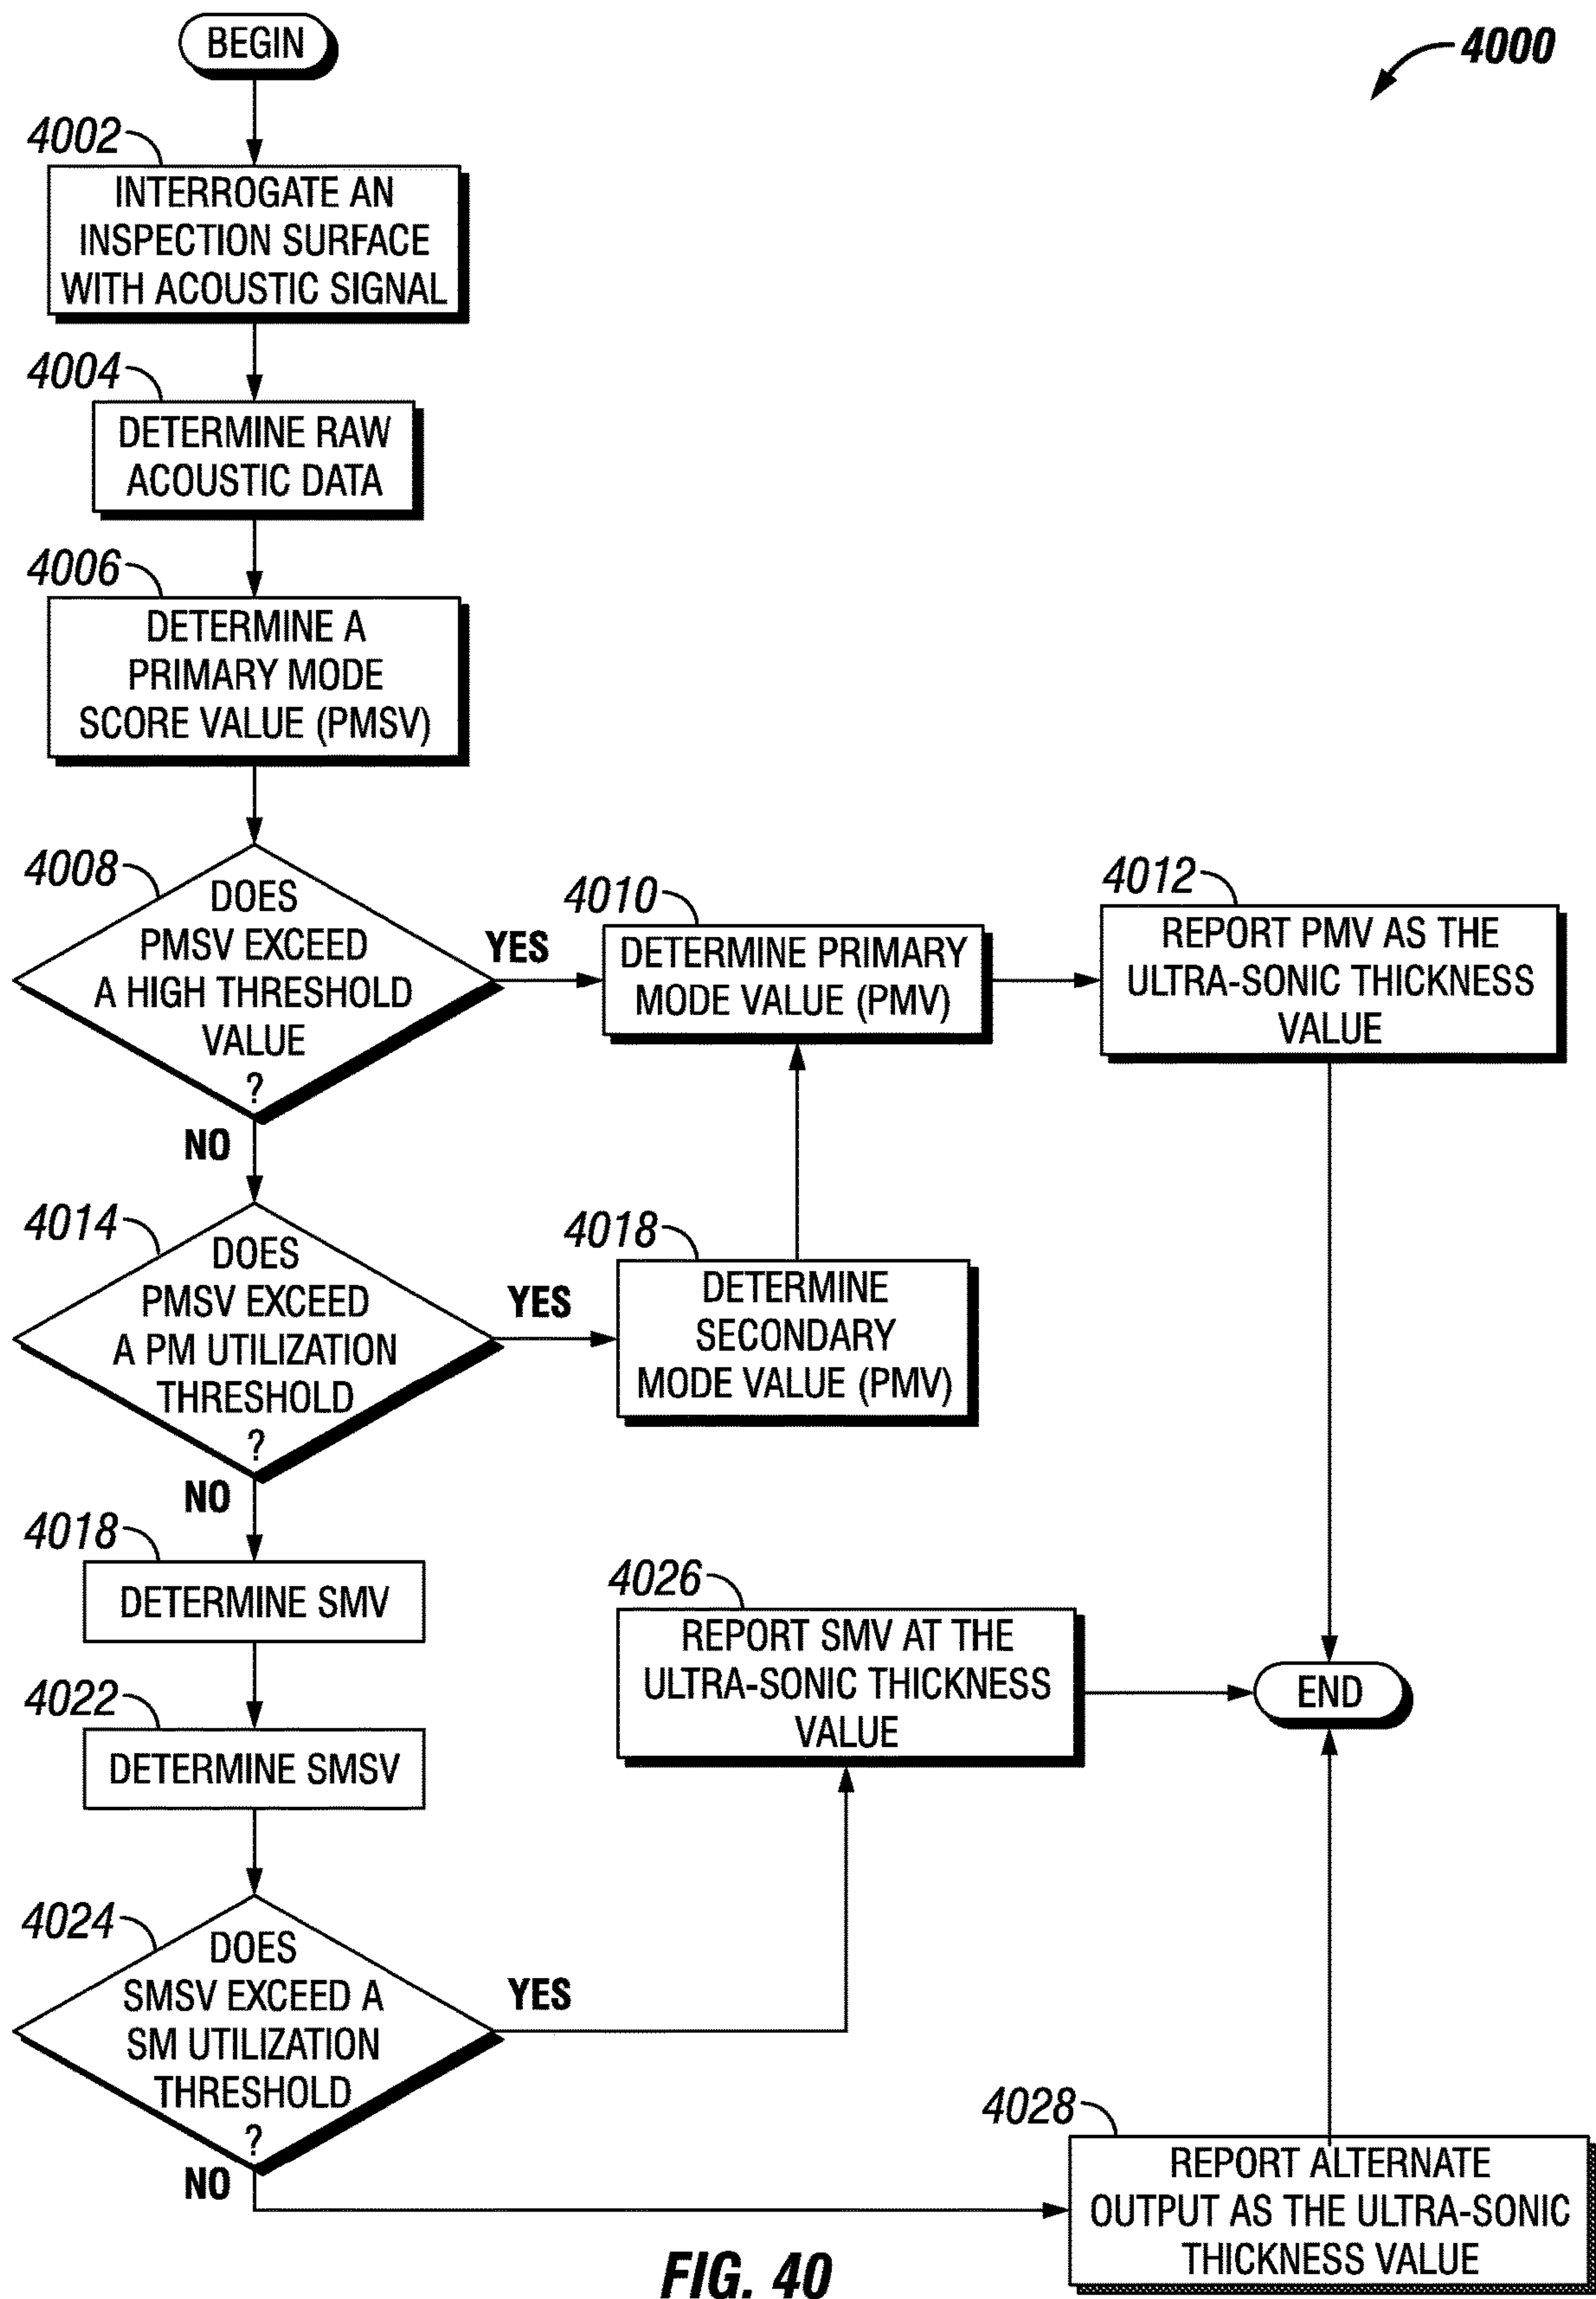 BEGIN
4000
4002
INTERROGATE AN
INSPECTION SURFACE
WITH ACOUSTIC SIGNAL
4004
DETERMINE RAW
ACOUSTIC DATA
4006
DETERMINE A
PRIMARY MODE
SCORE VALUE (PMSV)
4008
DOES
PMSV EXCEED
A HIGH THRESHOLD
VALUE
?
YES
NO
4010
DETERMINE PRIMARY
MODE VALUE (PMV)
4012
REPORT PMV AS THE
ULTRA-SONIC THICKNESS
VALUE
4014
DOES
PMSV EXCEED
A PM UTILIZATION
THRESHOLD
?
YES
NO
4018
DETERMINE
SECONDARY
MODE VALUE (PMV)
4018
DETERMINE SMV
4026
REPORT SMV AT THE
ULTRA-SONIC THICKNESS
VALUE
END
4022
DETERMINE SMSV
4024
DOES
SMSV EXCEED A
SM UTILIZATION
THRESHOLD
?
YES
NO
4028
REPORT ALTERNATE
OUTPUT AS THE ULTRA-SONIC
THICKNESS VALUE
FIG. 40